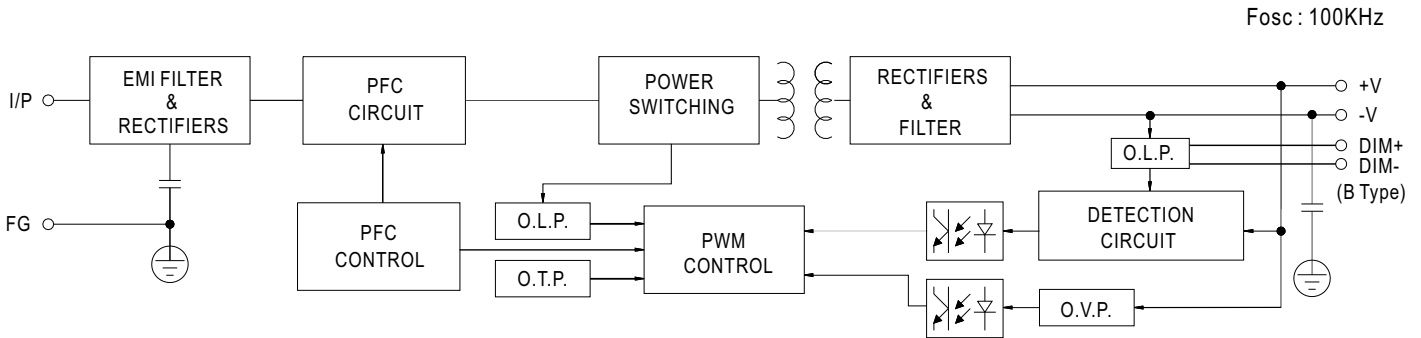 Fosc : 100KHz
I/P
EMI FILTER
&
RECTIFIERS
PFC
CIRCUIT
POWER
SWITCHING
RECTIFIERS
&
FILTER
+V
-V
DIM+
DIM-
(B Type)
O.L.P.
FG
PFC
CONTROL
O.L.P.
O.T.P.
PWM
CONTROL
DETECTION
CIRCUIT
O.V.P.